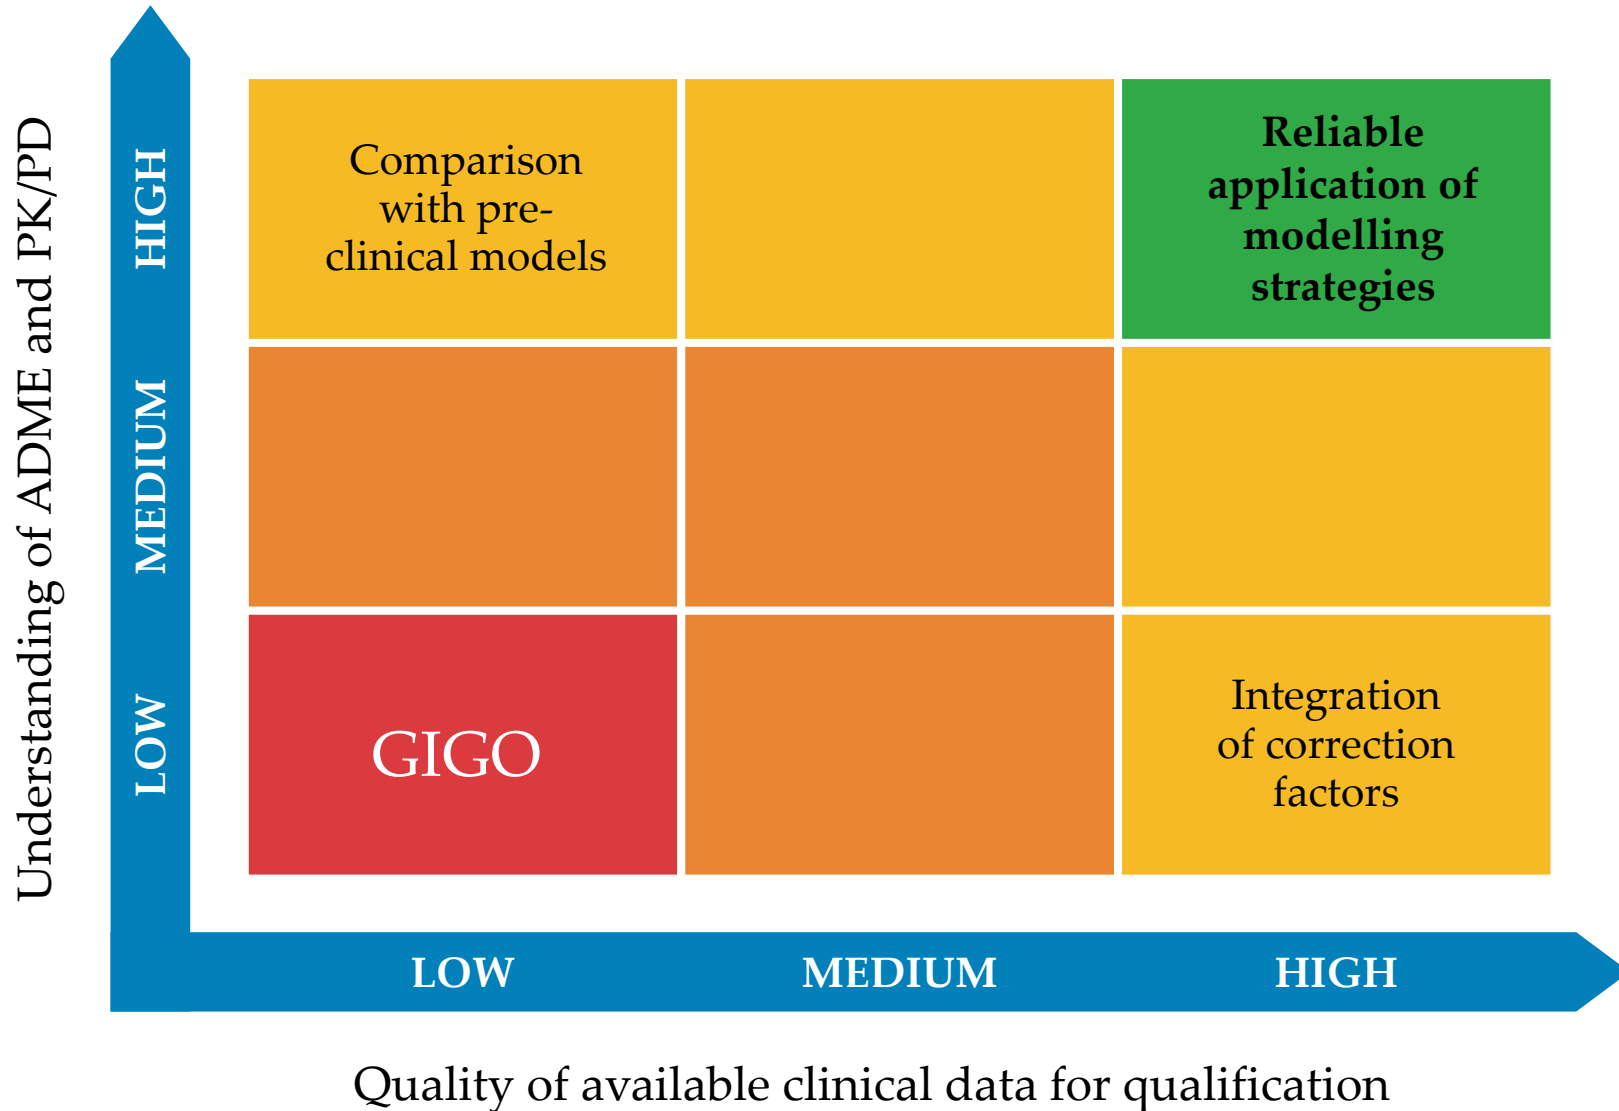 Understanding of ADME and PK/PD
HIGH
MEDIUM
LOW
Comparison
with pre-
clinical models
Reliable
application of
modelling
strategies
GIGO
Integration
of correction
factors
LOW
MEDIUM
HIGH
Quality of available clinical data for qualification